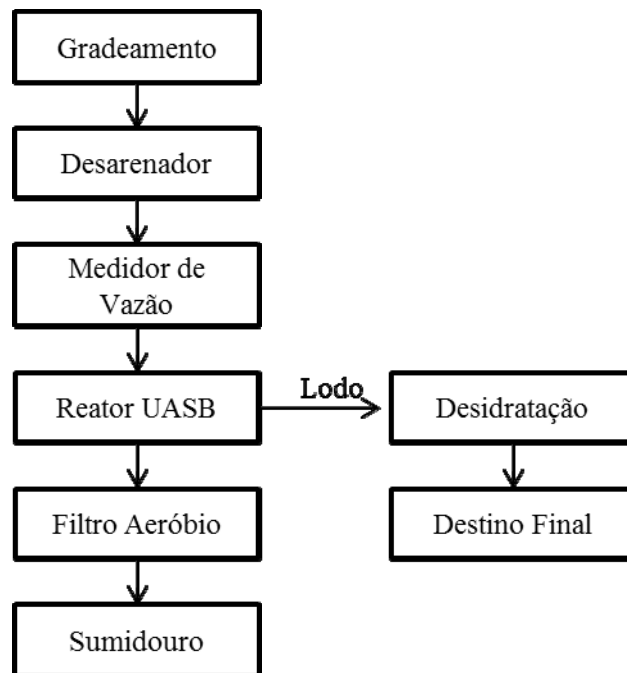 Gradeamento
Desarenador
Medidor de
Vazão
Reator UASB
Lodo
Desidratação
Filtro Aeróbio
Destino Final
Sumidouro